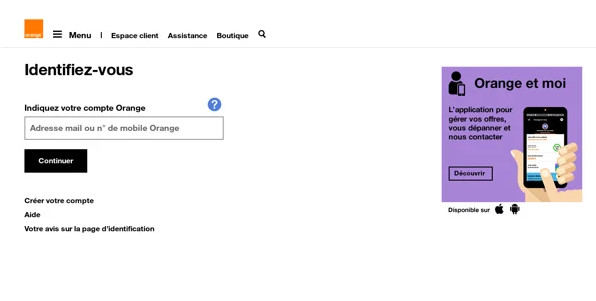 orange
Menu | Espace client Assistance Boutique
Identifiez-vous
Indiquez votre compte Orange ?
Adresse mail ou n° de mobile Orange
Continuer
Créer votre compte
Aide
Votre avis sur la page d'identification
Orange et moi
L'application pour
gérer vos offres,
vous dépanner et
nous contacter
Découvrir
Disponible sur